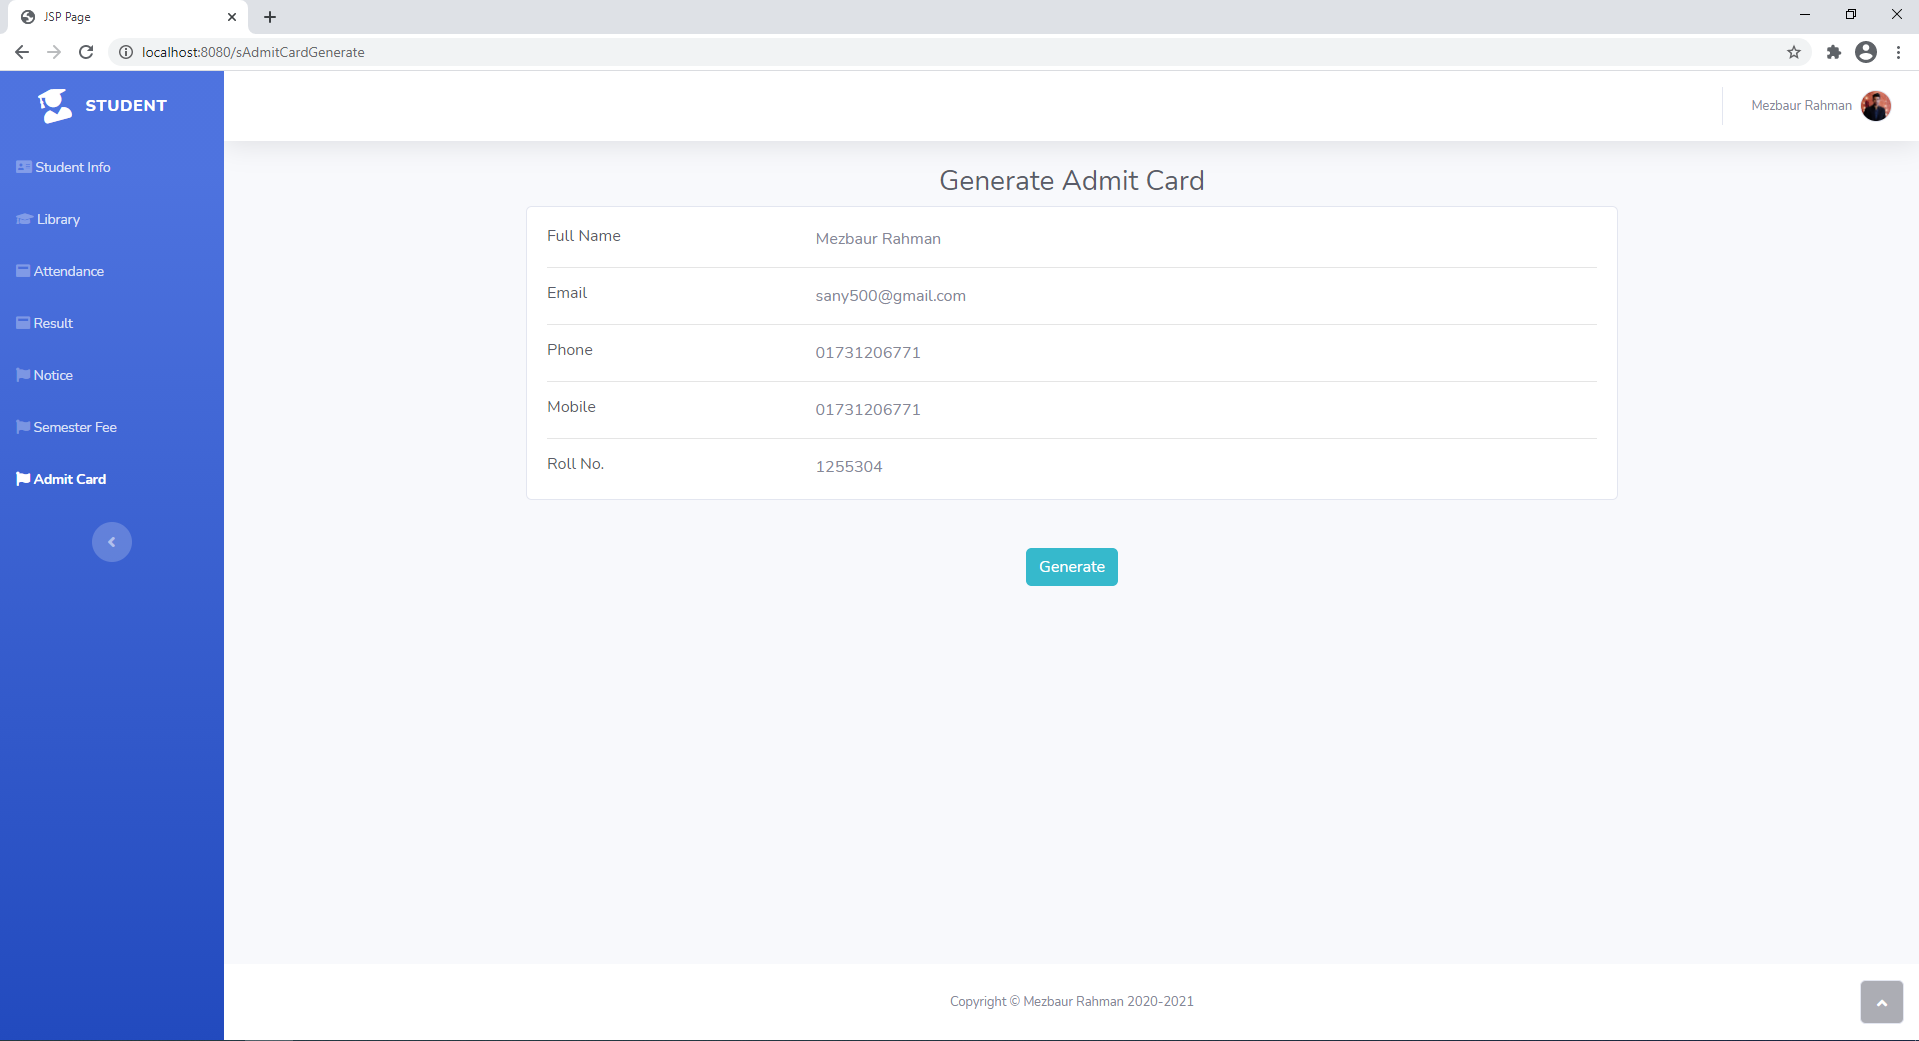 JSP Page
localhost:8080/sAdmitCardGenerate
STUDENT
Mezbaur Rahman
Student Info
Library
Attendance
Result
Notice
Semester Fee
Admit Card
Generate Admit Card
Full Name Mezbaur Rahman
Email sany500@gmail.com
Phone 01731206771
Mobile 01731206771
Roll No. 1255304
Generate
Copyright © Mezbaur Rahman 2020-2021